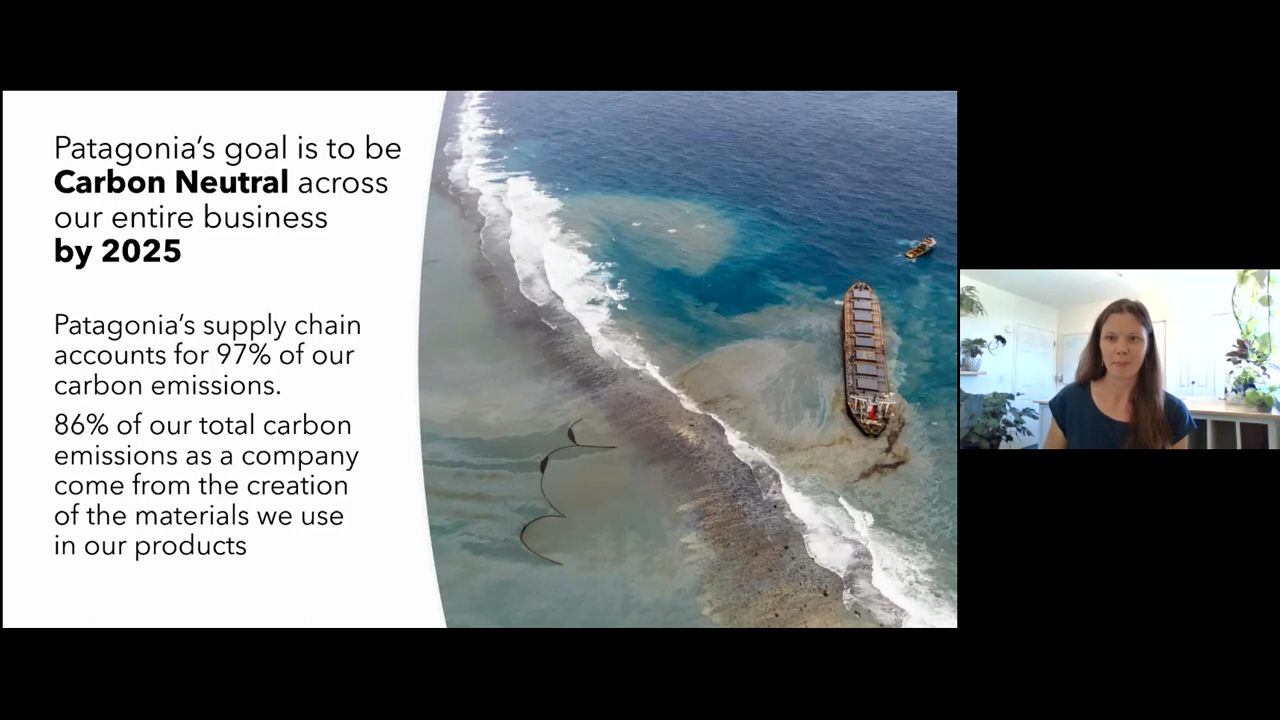 Patagonia's goal is to be
Carbon Neutral across
our entire business
by 2025
Patagonia's supply chain
accounts for 97% of our
carbon emissions.
86% of our total carbon
emissions as a company
come from the creation
of the materials we use
in our products